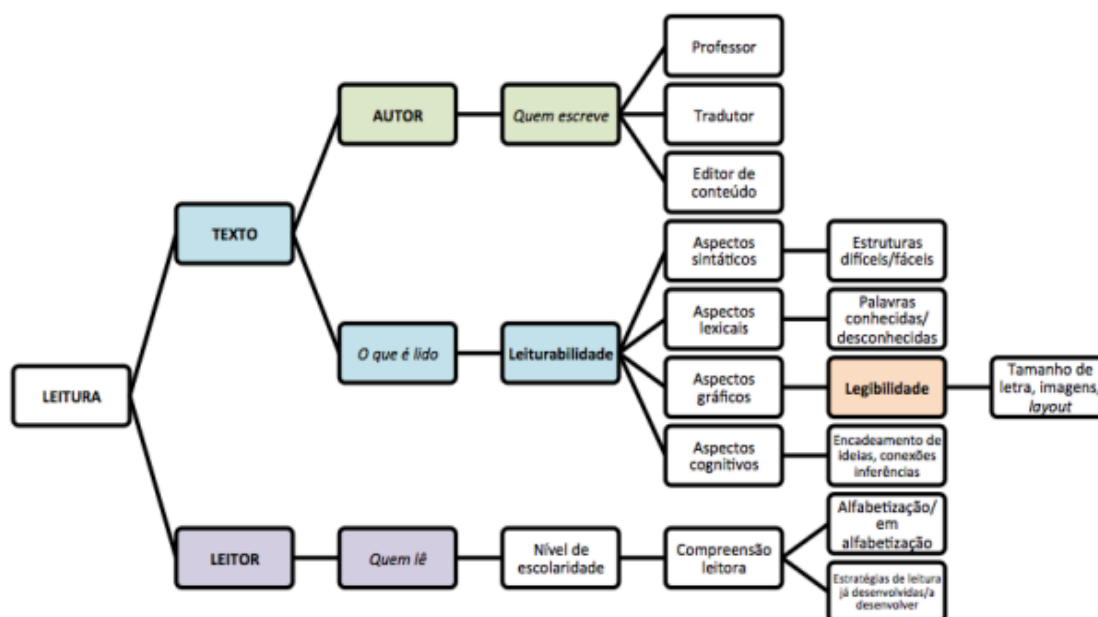 Professor
AUTOR
Quem escreve
Tradutor
Editor de
conteúdo
TEXTO
Aspectos
sintáticos
Estruturas
difíceis/fáceis
O que é lido
Leiturabilidade
Aspectos
lexicais
Palavras
conhecidas/
desconhecidas
LEITURA
Aspectos
gráficos
Legibilidade
Tamanho de
letra, imagens,
layout
Aspectos
cognitivos
Encadeamento de
ideias, conexões
inferências
LEITOR
Quem lê
Nível de
escolaridade
Compreensão
leitora
Alfabetização/
em
alfabetização
Estratégias de leitura
já desenvolvidas/a
desenvolver